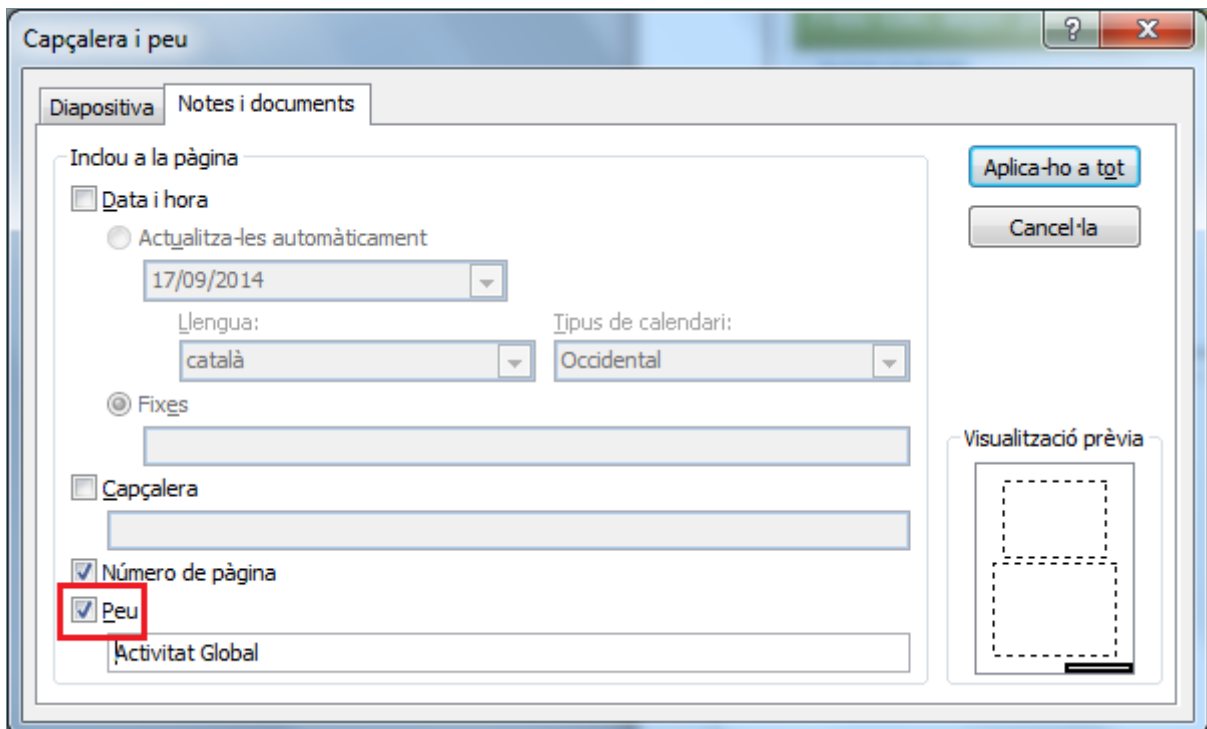 Capçalera i peu
Diapositiva
Notes i documents
Inclou a la pàgina
Data i hora
Actualitza-les automàticament
17/09/2014
Llengua:
Tipus de calendari:
català
Occidental
Fixes
Capçalera
Número de pàgina
Peu
Activitat Global
Aplica-ho a tot
Cancel·la
Visualització prèvia